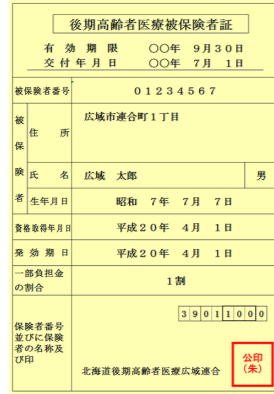 後期高齢者医療被保険者証
有効期限 〇〇年 9月30日
交付年月日 〇〇年 7月 1日
被保険者番号 01234567
被保険者
住所 広域市連合町1丁目
氏名 広域 太郎 男
生年月日 昭和 7年 7月 7日
資格取得年月日 平成20年 4月 1日
発効期日 平成20年 4月 1日
一部負担金
の割合 1割
39011000
保険者番号
並びに保険
者の名称及
び印
公印
(朱)
北海道後期高齢者医療広域連合